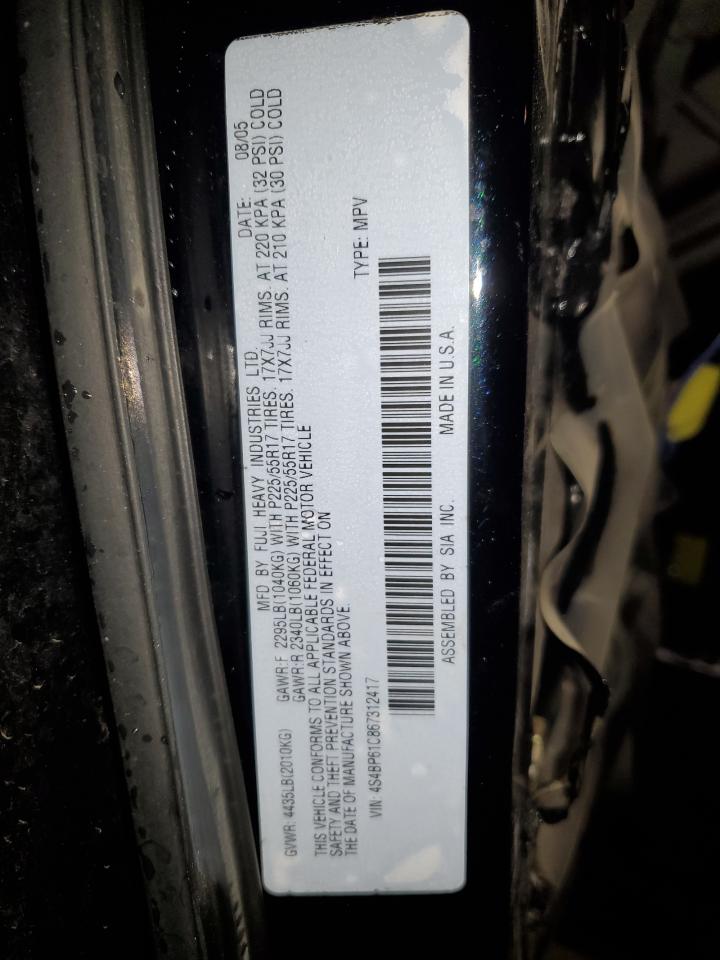 MFD BY FUJI HEAVY INDUSTRIES LTD. DATE: 08/05
GVWR: 4435LB(2010KG) GAWR:F 2295LB(1040KG) WITH P225/55R17 TIRES. 17X7JJ RIMS. AT 220 KPA (32 PSI) COLD
GAWR:R 2340LB(1060KG) WITH P225/55R17 TIRES. 17X7JJ RIMS. AT 210 KPA (30 PSI) COLD
THIS VEHICLE CONFORMS TO ALL APPLICABLE FEDERAL MOTOR VEHICLE
SAFETY AND THEFT PREVENTION STANDARDS IN EFFECT ON
THE DATE OF MANUFACTURE SHOWN ABOVE.
VIN: 4S4BP61C867312417 TYPE: MPV
ASSEMBLED BY SIA INC. MADE IN U.S.A.